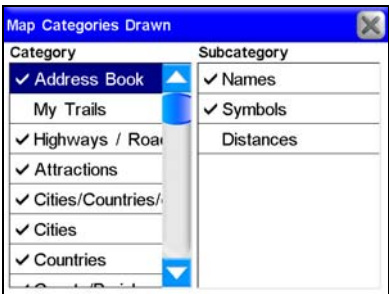 Map Categories Drawn
Category
Subcategory
Address Book
My Trails
Highways / Roa
Attractions
Cities/Countries/
Cities
Countries
Names
Symbols
Distances